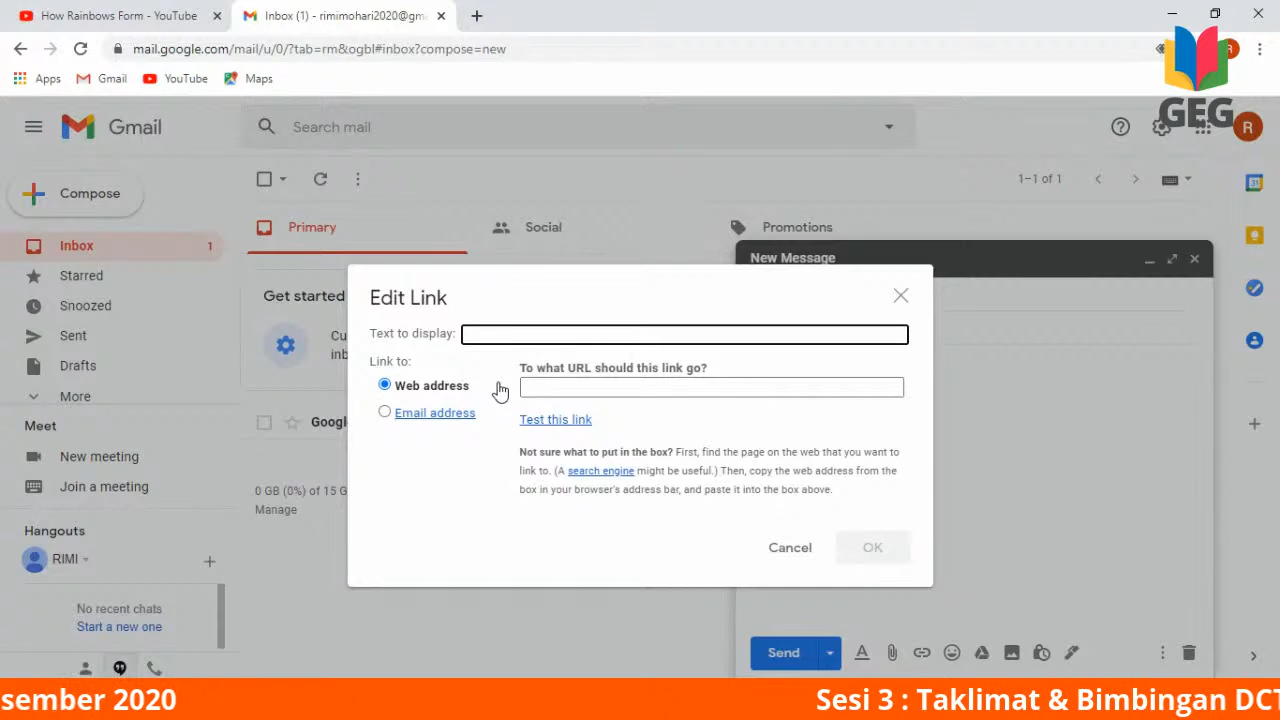 How Rainbows Form - YouTube
Inbox (1) - rimimohari2020@gm
mail.google.com/mail/u/0/?tab=rm&ogbl#inbox?compose=new
Apps
Gmail
YouTube
Maps
GEG
Gmail
Search mail
R
Compose
1–1 of 1
Primary
Social
Promotions
Inbox
1
Starred
Snoozed
Sent
Drafts
More
Get started
Cu
inb
New Message
Edit Link
Text to display:
Link to:
Web address
Email address
To what URL should this link go?
Test this link
Not sure what to put in the box? First, find the page on the web that you want
to link to. (A search engine might be useful.) Then, copy the web address from the
box in your browser's address bar, and paste it into the box above.
Cancel
OK
Google
0 GB (0%) of 15 G
Manage
Meet
New meeting
Join a meeting
Hangouts
RIMI
No recent chats
Start a new one
Send
sember 2020
Sesi 3 : Taklimat & Bimbingan DCT